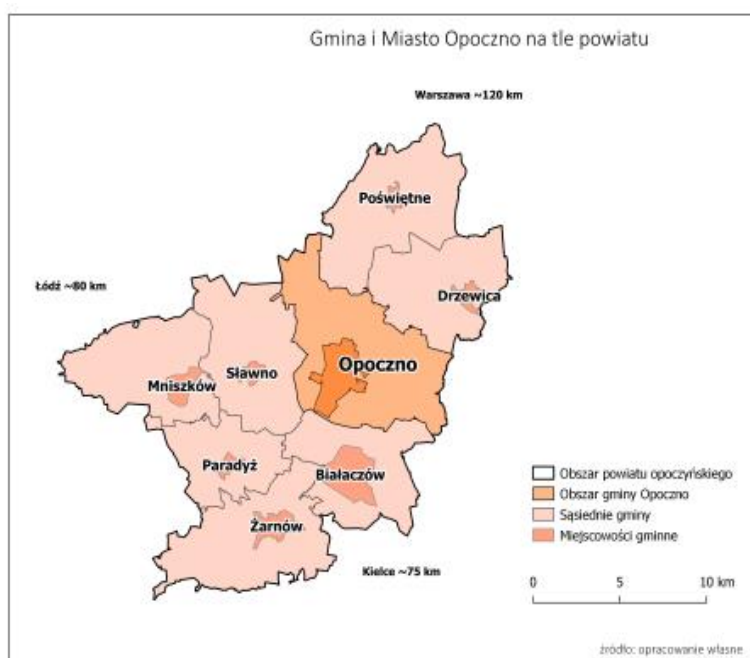 Gmina i Miasto Opoczno na tle powiatu
Warszawa ~120 km
Poświętne
Łódź ~80 km
Drzewica
Opoczno
Sławno
Mniszków
Paradyż
Białaczów
Żarnów
Kielce ~75 km
Obszar powiatu opoczyńskiego
Obszar gminy Opoczno
Sąsiednie gminy
Miejscowości gminne
0 5 10 km
źródło: opracowanie własne